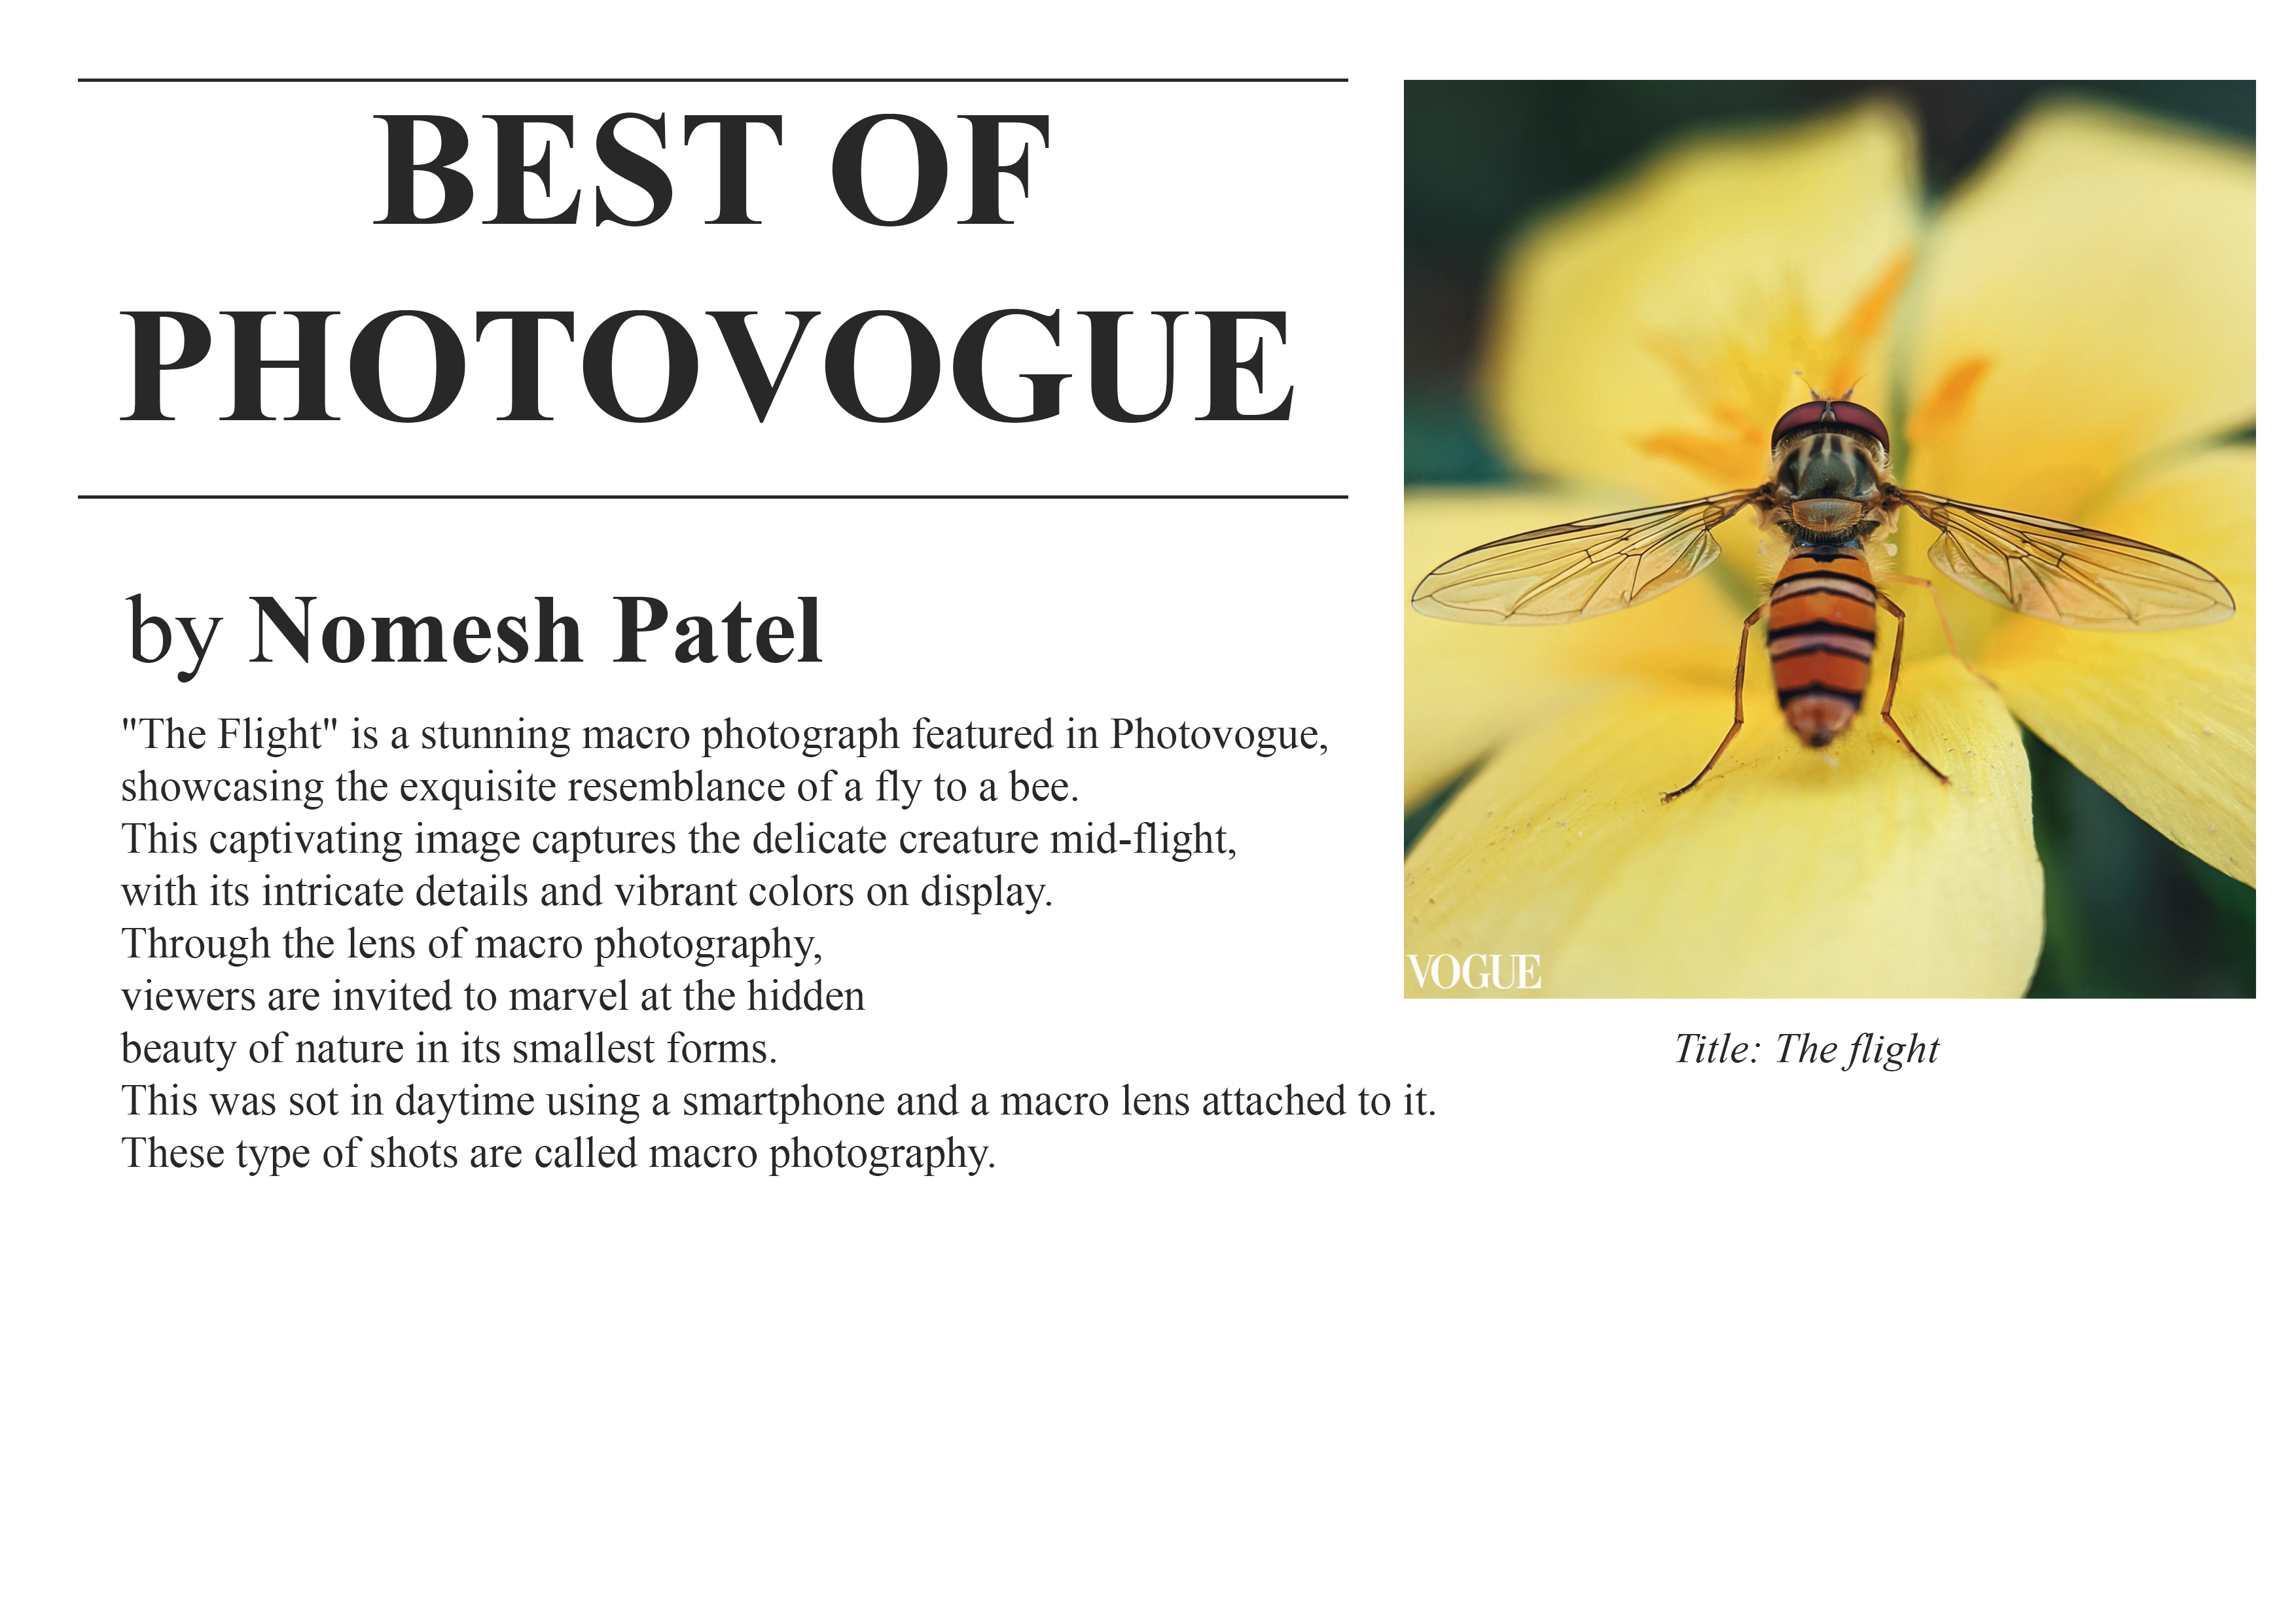 BEST OF
PHOTOVOGUE
by Nomesh Patel
"The Flight" is a stunning macro photograph featured in Photovogue,
showcasing the exquisite resemblance of a fly to a bee.
This captivating image captures the delicate creature mid-flight,
with its intricate details and vibrant colors on display.
Through the lens of macro photography,
viewers are invited to marvel at the hidden
beauty of nature in its smallest forms.
This was sot in daytime using a smartphone and a macro lens attached to it.
These type of shots are called macro photography.
VOGUE
Title: The flight